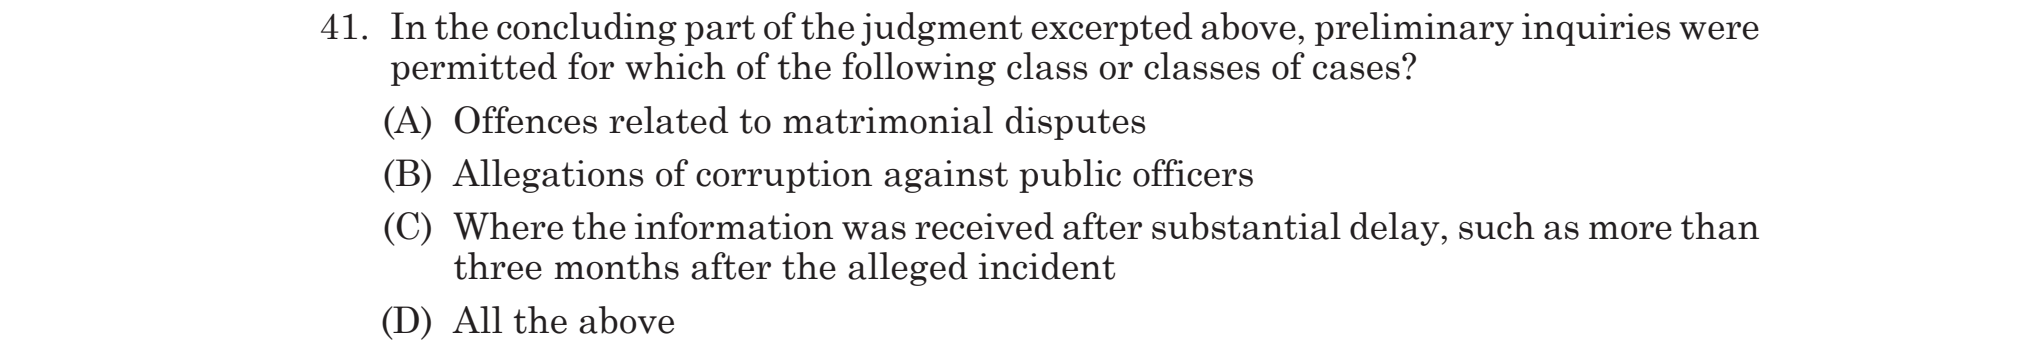 41. In the concluding part of the judgment excerpted above, preliminary inquiries were
permitted for which of the following class or classes of cases?
(A) Offences related to matrimonial disputes
(B) Allegations of corruption against public officers
(C) Where the information was received after substantial delay, such as more than
three months after the alleged incident
(D) All the above